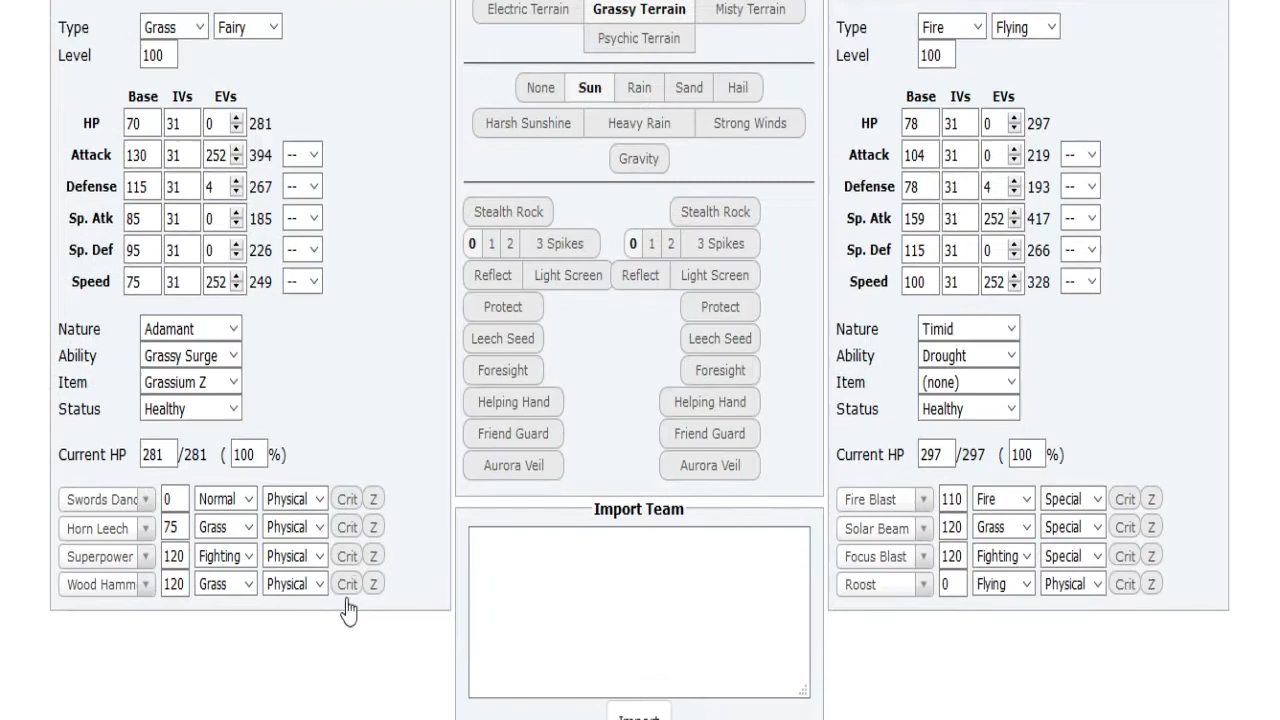 Electric Terrain Grassy Terrain Misty Terrain
Psychic Terrain
Type Grass Fairy
Level 100
Base IVs EVs
HP 70 31 0 281
Attack 130 31 252 394 --
Defense 115 31 4 267 --
Sp. Atk 85 31 0 185 --
Sp. Def 95 31 0 226 --
Speed 75 31 252 249 --
Nature Adamant
Ability Grassy Surge
Item Grassium Z
Status Healthy
Current HP 281 /281 ( 100 %)
Swords Danc 0 Normal Physical Crit Z
Horn Leech 75 Grass Physical Crit Z
Superpower 120 Fighting Physical Crit Z
Wood Hamm 120 Grass Physical Crit Z
None Sun Rain Sand Hail
Harsh Sunshine Heavy Rain Strong Winds
Gravity
Stealth Rock Stealth Rock
0 1 2 3 Spikes 0 1 2 3 Spikes
Reflect Light Screen Reflect Light Screen
Protect Protect
Leech Seed Leech Seed
Foresight Foresight
Helping Hand Helping Hand
Friend Guard Friend Guard
Aurora Veil Aurora Veil
Import Team
Import
Type Fire Flying
Level 100
Base IVs EVs
HP 78 31 0 297
Attack 104 31 0 219 --
Defense 78 31 4 193 --
Sp. Atk 159 31 252 417 --
Sp. Def 115 31 0 266 --
Speed 100 31 252 328 --
Nature Timid
Ability Drought
Item (none)
Status Healthy
Current HP 297 /297 ( 100 %)
Fire Blast 110 Fire Special Crit Z
Solar Beam 120 Grass Special Crit Z
Focus Blast 120 Fighting Special Crit Z
Roost 0 Flying Physical Crit Z